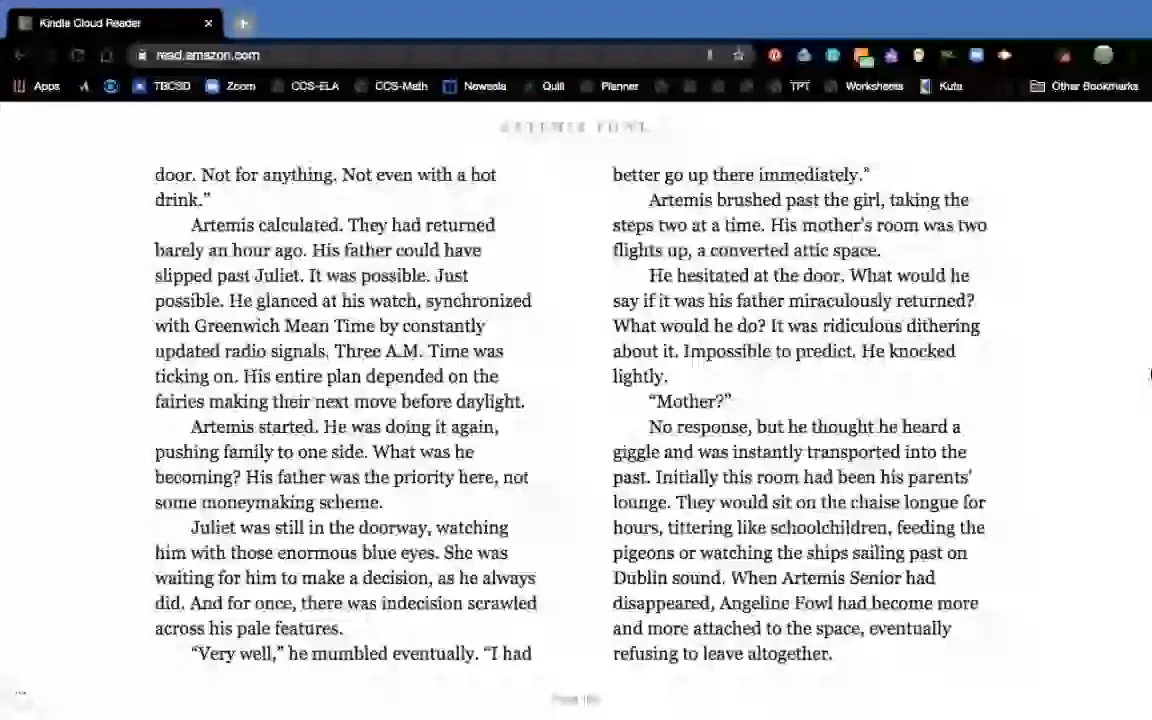 Kindle Cloud Reader
read.amazon.com
Apps TBCSD Zoom CCS-ELA CCS-Math Newsela Quill Planner TPT Worksheets Kuta Other Bookmarks
ARTEMIS FOWL
door. Not for anything. Not even with a hot
drink.”
Artemis calculated. They had returned
barely an hour ago. His father could have
slipped past Juliet. It was possible. Just
possible. He glanced at his watch, synchronized
with Greenwich Mean Time by constantly
updated radio signals. Three A.M. Time was
ticking on. His entire plan depended on the
fairies making their next move before daylight.
Artemis started. He was doing it again,
pushing family to one side. What was he
becoming? His father was the priority here, not
some moneymaking scheme.
Juliet was still in the doorway, watching
him with those enormous blue eyes. She was
waiting for him to make a decision, as he always
did. And for once, there was indecision scrawled
across his pale features.
“Very well,” he mumbled eventually. “I had
better go up there immediately.”
Artemis brushed past the girl, taking the
steps two at a time. His mother’s room was two
flights up, a converted attic space.
He hesitated at the door. What would he
say if it was his father miraculously returned?
What would he do? It was ridiculous dithering
about it. Impossible to predict. He knocked
lightly.
“Mother?”
No response, but he thought he heard a
giggle and was instantly transported into the
past. Initially this room had been his parents’
lounge. They would sit on the chaise longue for
hours, tittering like schoolchildren, feeding the
pigeons or watching the ships sailing past on
Dublin sound. When Artemis Senior had
disappeared, Angeline Fowl had become more
and more attached to the space, eventually
refusing to leave altogether.
Page